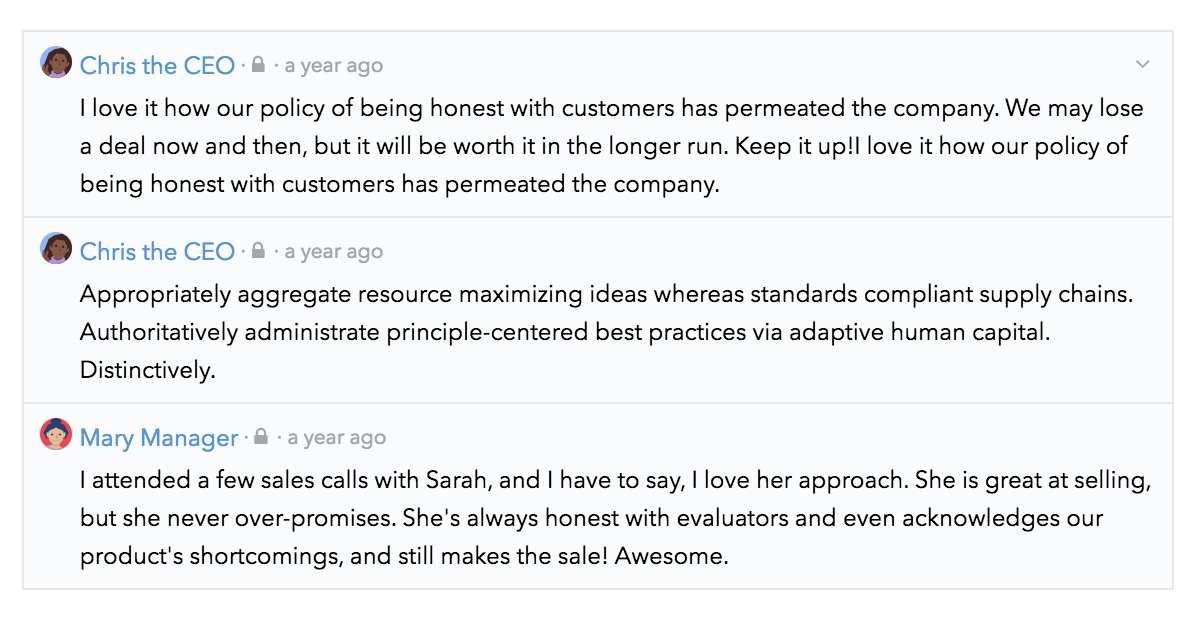 Chris the CEO · · a year ago
I love it how our policy of being honest with customers has permeated the company. We may lose
a deal now and then, but it will be worth it in the longer run. Keep it up!I love it how our policy of
being honest with customers has permeated the company.
Chris the CEO · · a year ago
Appropriately aggregate resource maximizing ideas whereas standards compliant supply chains.
Authoritatively administrate principle-centered best practices via adaptive human capital.
Distinctively.
Mary Manager · · a year ago
I attended a few sales calls with Sarah, and I have to say, I love her approach. She is great at selling,
but she never over-promises. She's always honest with evaluators and even acknowledges our
product's shortcomings, and still makes the sale! Awesome.